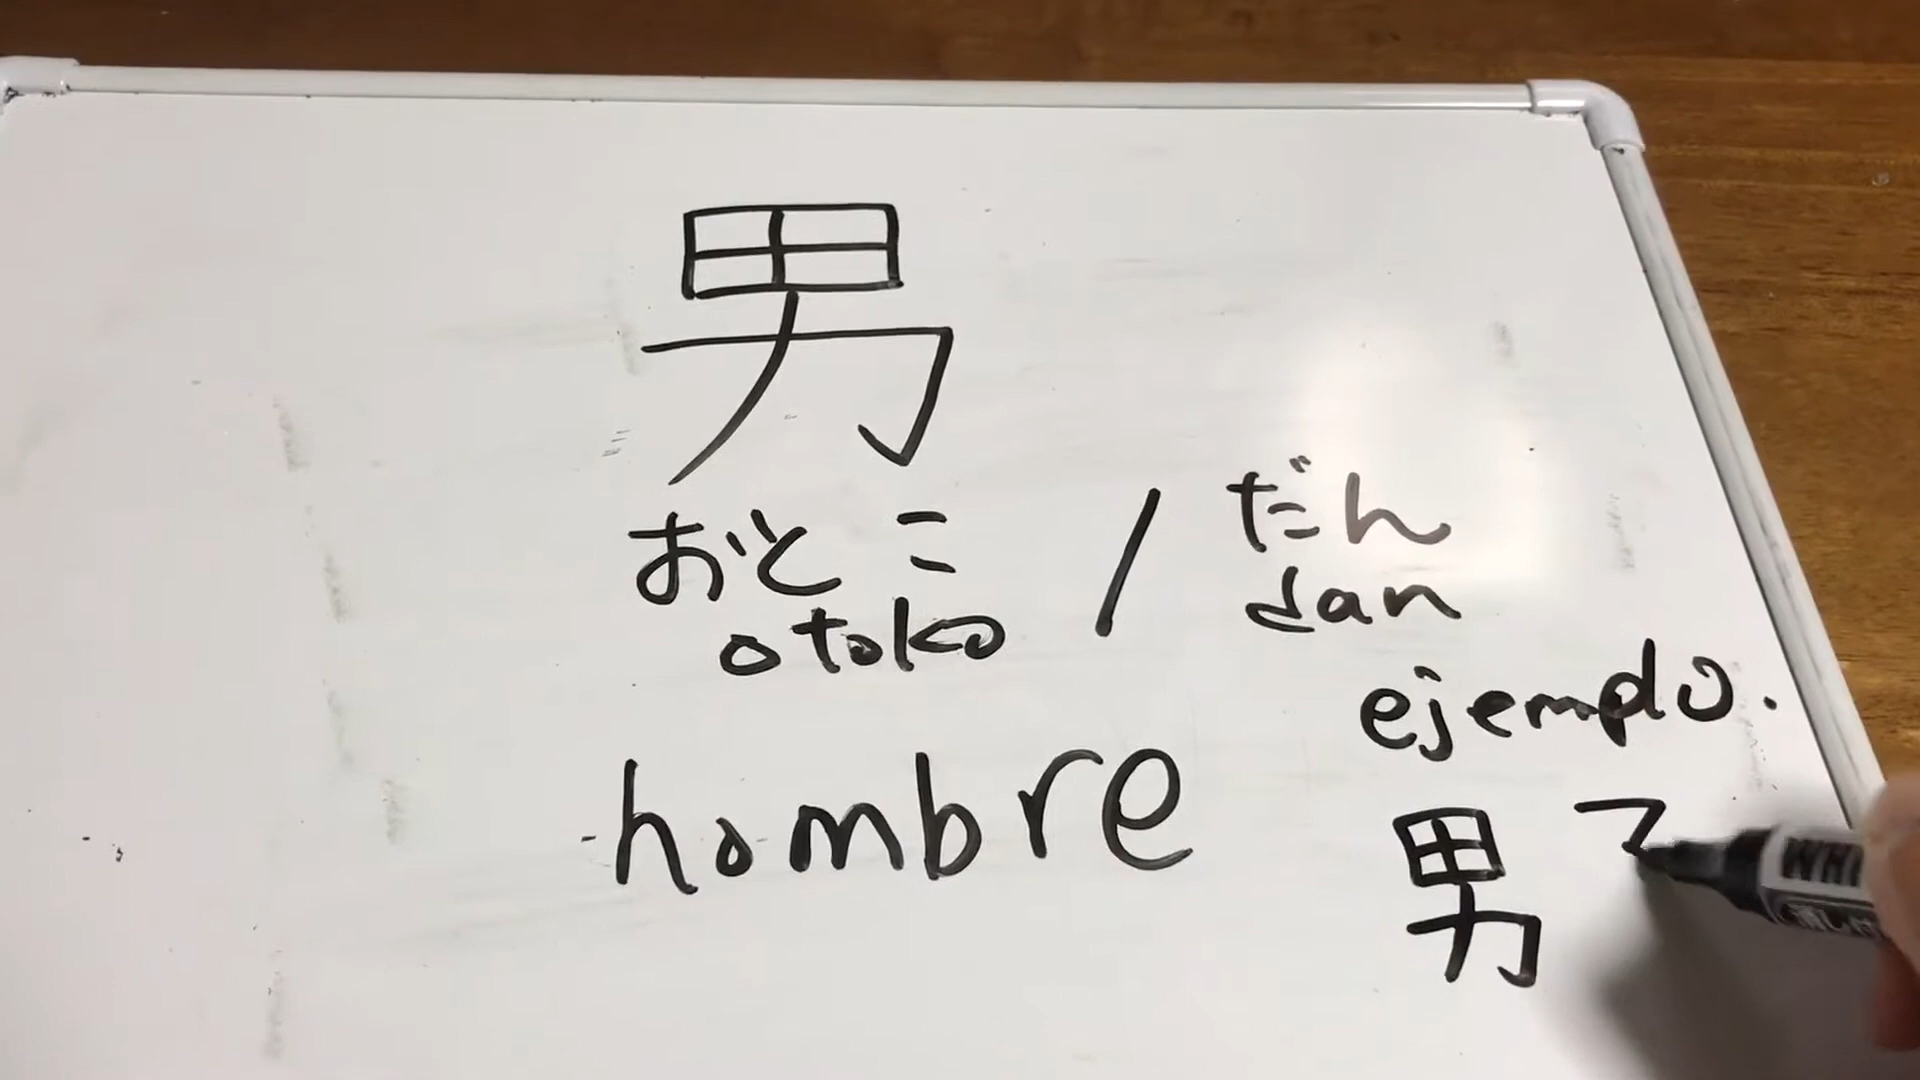 男
おとこ / だん
otoko dan
ejemplo.
hombre
男